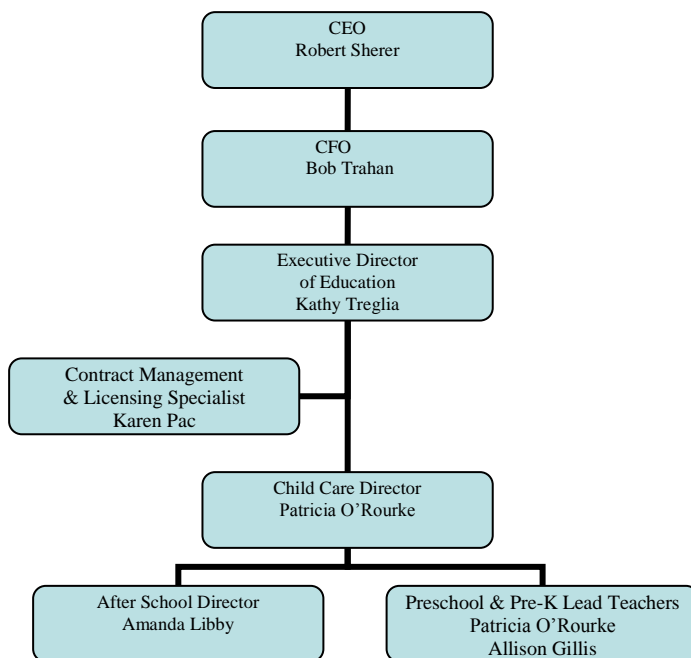 CEO
Robert Sherer
CFO
Bob Trahan
Executive Director
of Education
Kathy Treglia
Contract Management
& Licensing Specialist
Karen Pac
Child Care Director
Patricia O’Rourke
After School Director
Amanda Libby
Preschool & Pre-K Lead Teachers
Patricia O’Rourke
Allison Gillis